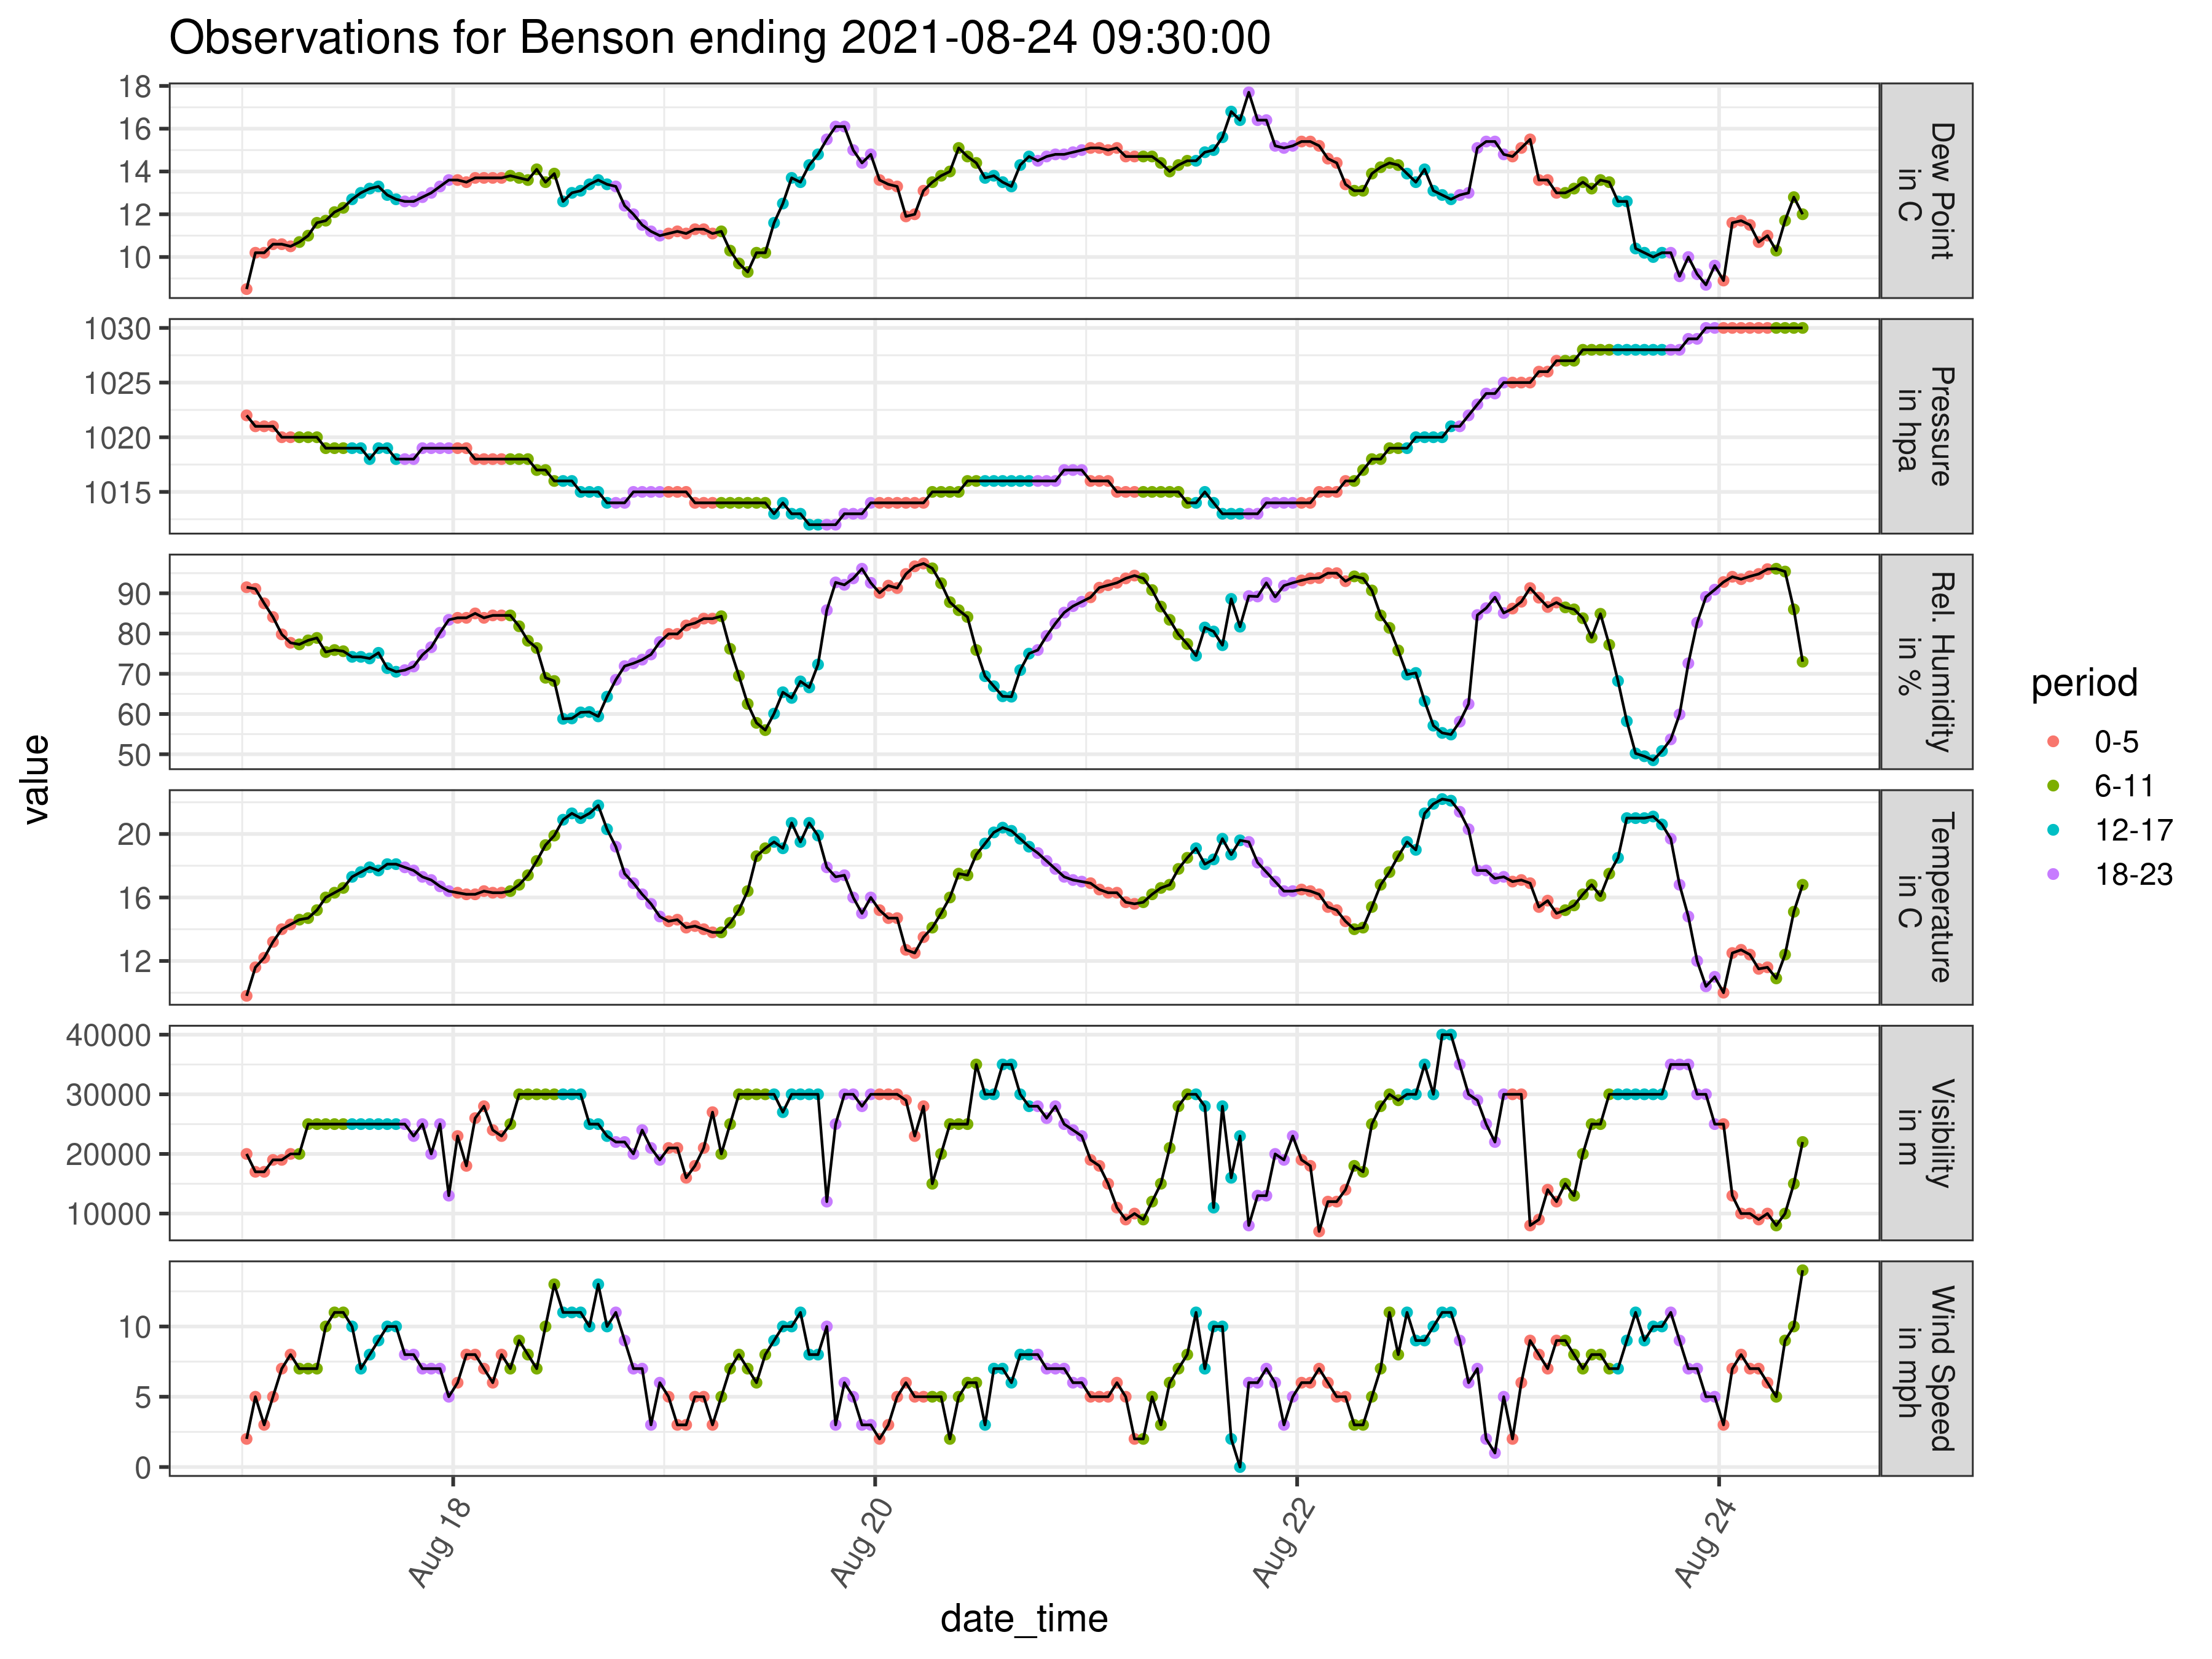 Observations for Benson ending 2021-08-24 09:30:00
value
18
16
14
12
10
Dew Point
in C
1030
1025
1020
1015
Pressure
in hpa
90
80
70
60
50
Rel. Humidity
in %
20
16
12
Temperature
in C
40000
30000
20000
10000
Visibility
in m
10
5
0
Wind Speed
in mph
Aug 18
Aug 20
Aug 22
Aug 24
date_time
period
0-5
6-11
12-17
18-23